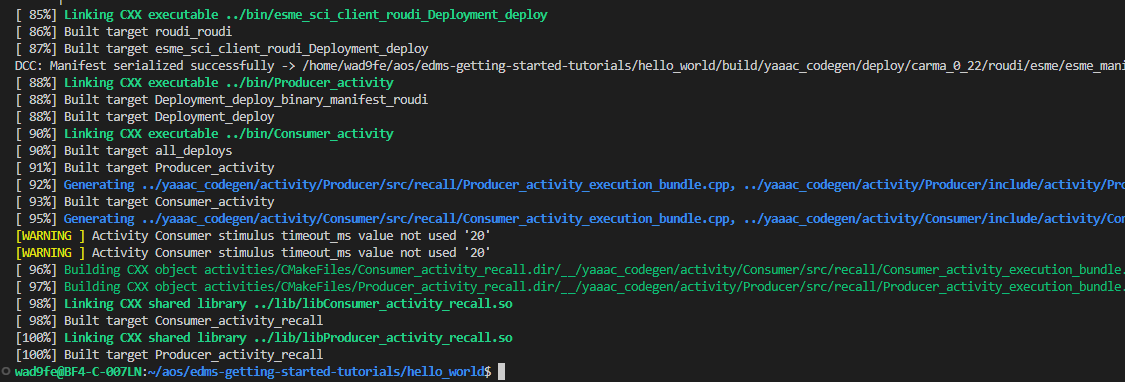 [ 85%] Linking CXX executable ../bin/esme_sci_client_roudi_Deployment_deploy
[ 86%] Built target roudi_roudi
[ 87%] Built target esme_sci_client_roudi_Deployment_deploy
DCC: Manifest serialized successfully -> /home/wad9fe/aos/edms-getting-started-tutorials/hello_world/build/yaaac_codegen/deploy/carma_0_22/roudi/esme/esme_mani
[ 88%] Linking CXX executable ../bin/Producer_activity
[ 88%] Built target Deployment_deploy_binary_manifest_roudi
[ 88%] Built target Deployment_deploy
[ 90%] Linking CXX executable ../bin/Consumer_activity
[ 90%] Built target all_deploys
[ 91%] Built target Producer_activity
[ 92%] Generating ../yaaac_codegen/activity/Producer/src/recall/Producer_activity_execution_bundle.cpp, ../yaaac_codegen/activity/Producer/include/activity/Pro
[ 93%] Built target Consumer_activity
[ 95%] Generating ../yaaac_codegen/activity/Consumer/src/recall/Consumer_activity_execution_bundle.cpp, ../yaaac_codegen/activity/Consumer/include/activity/Con
[WARNING ] Activity Consumer stimulus timeout_ms value not used '20'
[WARNING ] Activity Consumer stimulus timeout_ms value not used '20'
[ 96%] Building CXX object activities/CMakeFiles/Consumer_activity_recall.dir/__/yaaac_codegen/activity/Consumer/src/recall/Consumer_activity_execution_bundle.
[ 97%] Building CXX object activities/CMakeFiles/Producer_activity_recall.dir/__/yaaac_codegen/activity/Producer/src/recall/Producer_activity_execution_bundle.
[ 98%] Linking CXX shared library ../lib/libConsumer_activity_recall.so
[ 98%] Built target Consumer_activity_recall
[100%] Linking CXX shared library ../lib/libProducer_activity_recall.so
[100%] Built target Producer_activity_recall
wad9fe@BF4-C-007LN:~/aos/edms-getting-started-tutorials/hello_world$